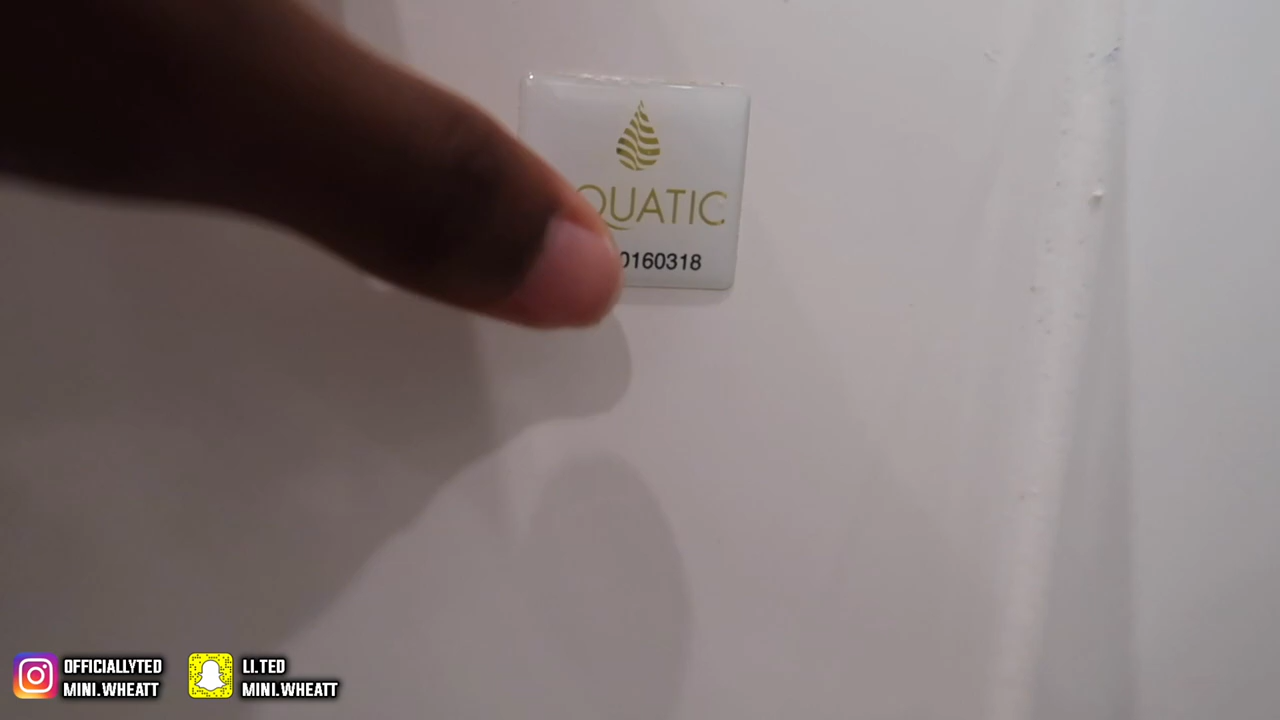 QUATIC
0160318
OFFICIALLYTED
MINI.WHEATT
LI.TED
MINI.WHEATT